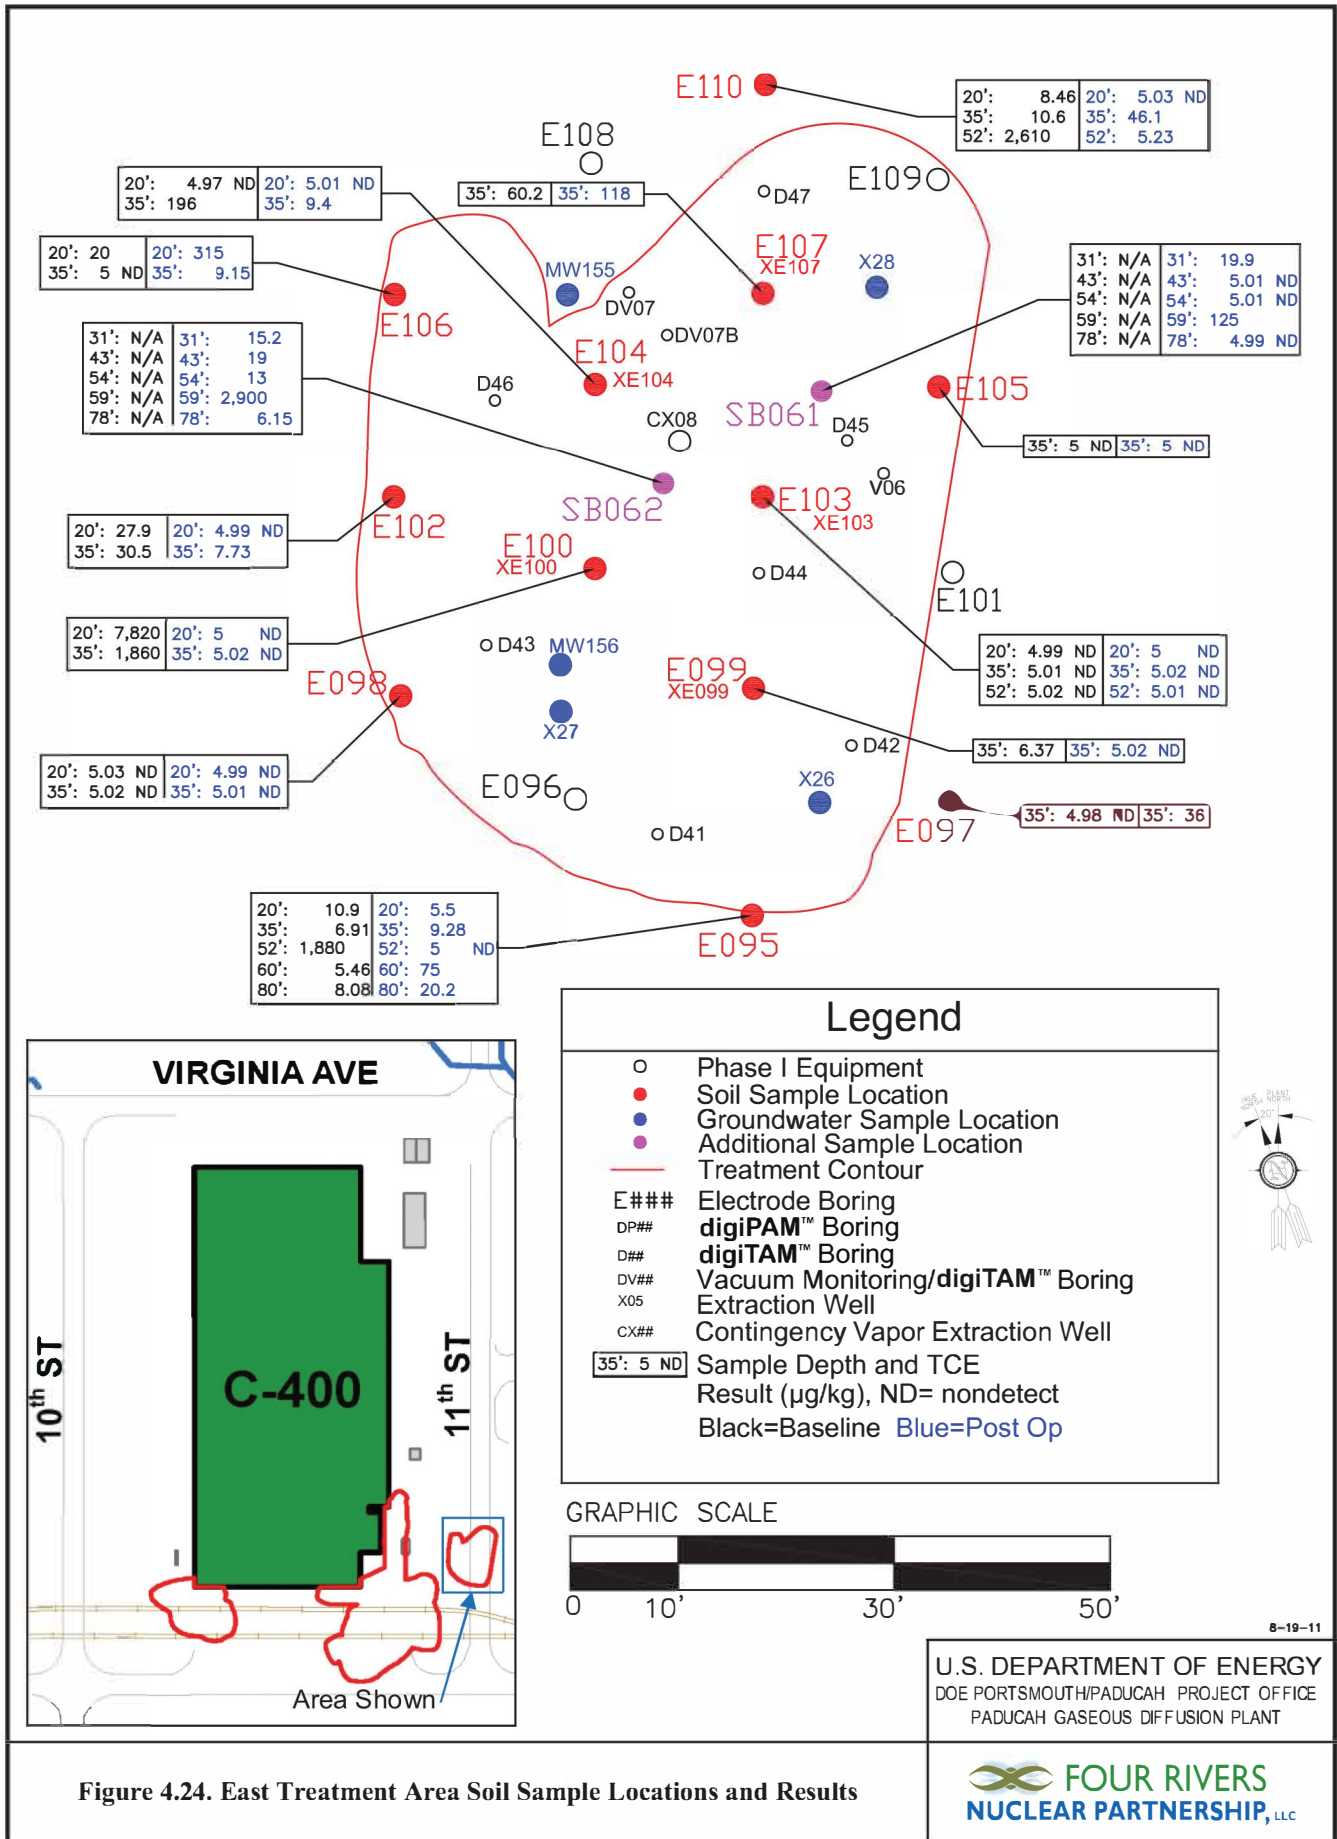 E110
20': 8.46 20': 5.03 ND
35': 10.6 35': 46.1
52': 2,610 52': 5.23
E108
E109
20': 4.97 ND 20': 5.01 ND
35': 196 35': 9.4
35': 60.2 35': 118
D47
E107
XE107
X28
20': 20 20': 315
35': 5 ND 35': 9.15
MW155
DV07
E106
DV07B
31': N/A 31': 19.9
43': N/A 43': 5.01 ND
54': N/A 54': 5.01 ND
59': N/A 59': 125
78': N/A 78': 4.99 ND
31': N/A 31': 15.2
43': N/A 43': 19
54': N/A 54': 13
59': N/A 59': 2,900
78': N/A 78': 6.15
E104
XE104
D46
SB061
E105
CX08
D45
35': 5 ND 35': 5 ND
V06
SB062
E103
XE103
E102
20': 27.9 20': 4.99 ND
35': 30.5 35': 7.73
E100
XE100
D44
E101
20': 7,820 20': 5 ND
35': 1,860 35': 5.02 ND
D43
MW156
20': 4.99 ND 20': 5 ND
35': 5.01 ND 35': 5.02 ND
52': 5.02 ND 52': 5.01 ND
E098
E099
XE099
X27
D42
35': 6.37 35': 5.02 ND
20': 5.03 ND 20': 4.99 ND
35': 5.02 ND 35': 5.01 ND
E096
X26
E097
35': 4.98 ND 35': 36
D41
20': 10.9 20': 5.5
35': 6.91 35': 9.28
52': 1,880 52': 5 ND
60': 5.46 60': 75
80': 8.08 80': 20.2
E095
Legend
Phase I Equipment
Soil Sample Location
Groundwater Sample Location
Additional Sample Location
Treatment Contour
E### Electrode Boring
DP## digiPAM™ Boring
D## digiTAM™ Boring
DV## Vacuum Monitoring/digiTAM™ Boring
X05 Extraction Well
CX## Contingency Vapor Extraction Well
35': 5 ND Sample Depth and TCE
Result (µg/kg), ND= nondetect
Black=Baseline Blue=Post Op
VIRGINIA AVE
10th ST
C-400
11th ST
Area Shown
TRUE NORTH
PLANT NORTH
20°
GRAPHIC SCALE
0 10' 30' 50'
8-19-11
U.S. DEPARTMENT OF ENERGY
DOE PORTSMOUTH/PADUCAH PROJECT OFFICE
PADUCAH GASEOUS DIFFUSION PLANT
Figure 4.24. East Treatment Area Soil Sample Locations and Results
FOUR RIVERS
NUCLEAR PARTNERSHIP, LLC